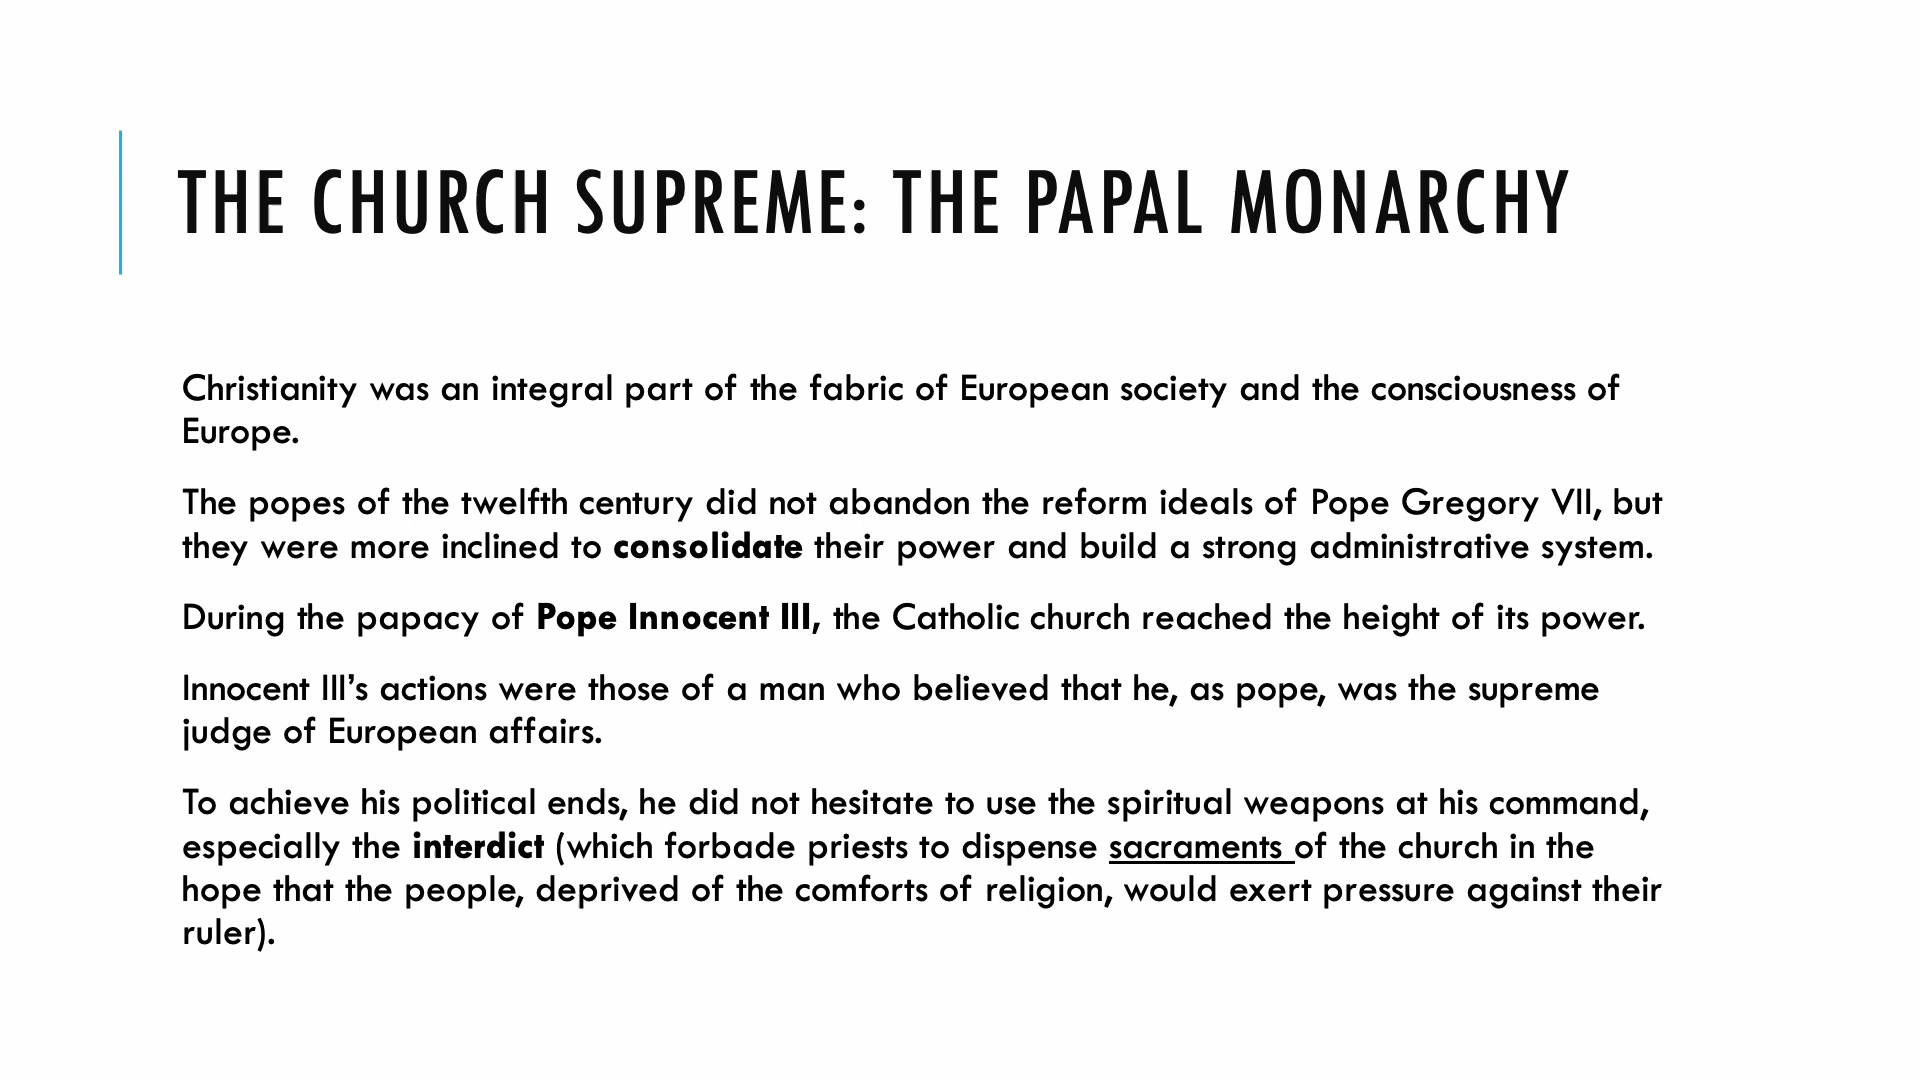 THE CHURCH SUPREME: THE PAPAL MONARCHY
Christianity was an integral part of the fabric of European society and the consciousness of
Europe.
The popes of the twelfth century did not abandon the reform ideals of Pope Gregory VII, but
they were more inclined to consolidate their power and build a strong administrative system.
During the papacy of Pope Innocent III, the Catholic church reached the height of its power.
Innocent III’s actions were those of a man who believed that he, as pope, was the supreme
judge of European affairs.
To achieve his political ends, he did not hesitate to use the spiritual weapons at his command,
especially the interdict (which forbade priests to dispense sacraments of the church in the
hope that the people, deprived of the comforts of religion, would exert pressure against their
ruler).